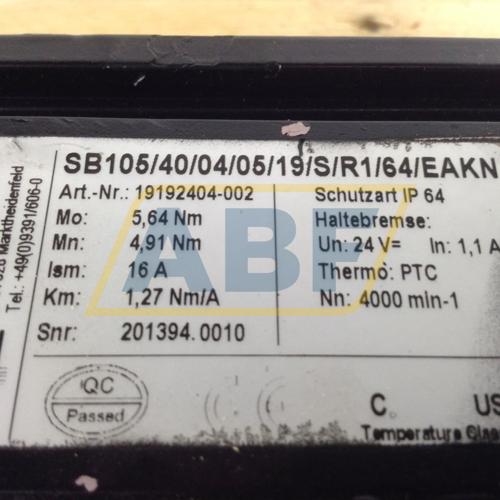 SB105/40/04/05/19/S/R1/64/EAKN
Art.-Nr.: 19192404-002
Mo: 5,64 Nm
Mn: 4,91 Nm
Ism: 16 A
Km: 1,27 Nm/A
Snr: 201394.0010
Schutzart IP 64
Haltebremse:
Un: 24 V= In: 1,1 A
Thermo: PTC
Nn: 4000 min-1
Marktheidenfeld
Tel.: +49(0)9391/606-0
QC
Passed
C US
Temperature Class
ABF